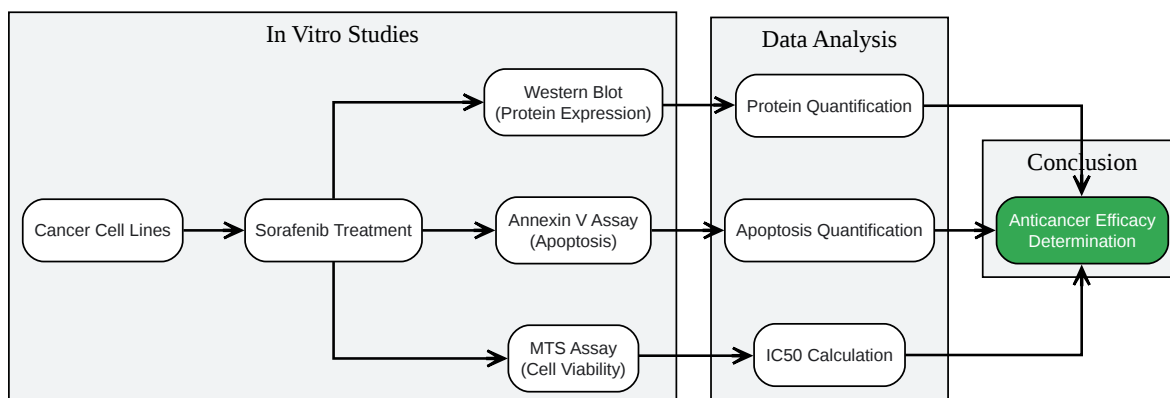 In Vitro Studies
Data Analysis
Conclusion
Western Blot
(Protein Expression)
Protein Quantification
Cancer Cell Lines
Sorafenib Treatment
Annexin V Assay
(Apoptosis)
Apoptosis Quantification
Anticancer Efficacy
Determination
MTS Assay
(Cell Viability)
IC50 Calculation